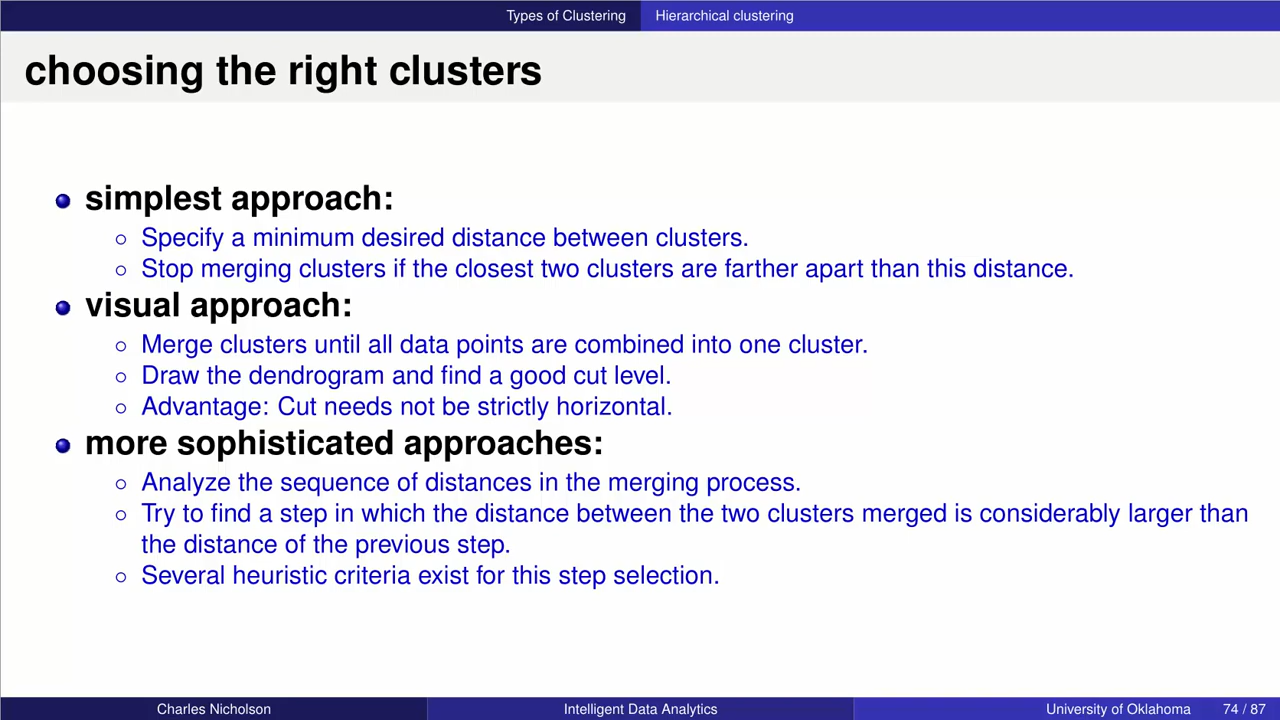 Types of Clustering Hierarchical clustering
choosing the right clusters
simplest approach:
Specify a minimum desired distance between clusters.
Stop merging clusters if the closest two clusters are farther apart than this distance.
visual approach:
Merge clusters until all data points are combined into one cluster.
Draw the dendrogram and find a good cut level.
Advantage: Cut needs not be strictly horizontal.
more sophisticated approaches:
Analyze the sequence of distances in the merging process.
Try to find a step in which the distance between the two clusters merged is considerably larger than
the distance of the previous step.
Several heuristic criteria exist for this step selection.
Charles Nicholson Intelligent Data Analytics University of Oklahoma 74 / 87